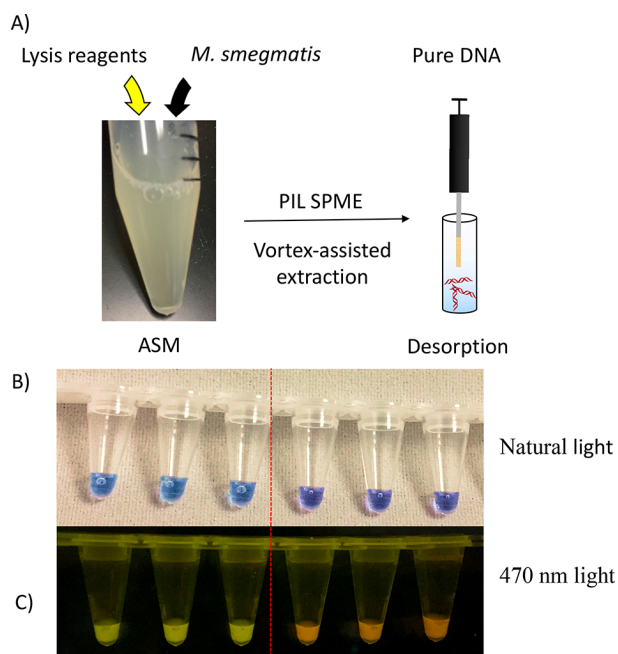 A)
Lysis reagents
M. smegmatis
Pure DNA
PIL SPME
Vortex-assisted
extraction
ASM
Desorption
B)
Natural light
470 nm light
C)